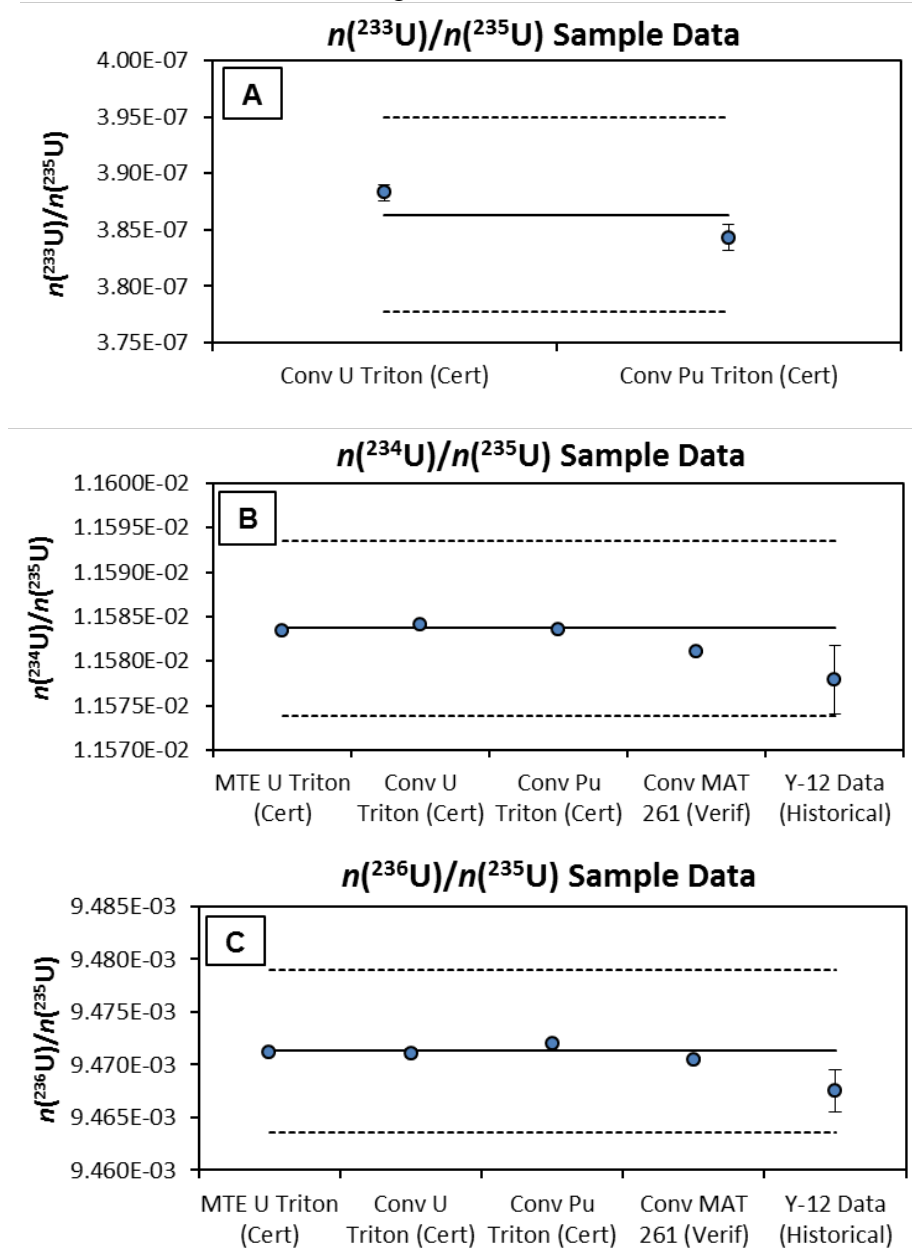 n(²³³U)/n(²³⁵U) Sample Data
A
n(²³³U)/n(²³⁵U)
4.00E-07
3.95E-07
3.90E-07
3.85E-07
3.80E-07
3.75E-07
Conv U Triton (Cert) Conv Pu Triton (Cert)
n(²³⁴U)/n(²³⁵U) Sample Data
B
n(²³⁴U)/n(²³⁵U)
1.1600E-02
1.1595E-02
1.1590E-02
1.1585E-02
1.1580E-02
1.1575E-02
1.1570E-02
MTE U Triton Conv U Conv Pu Conv MAT Y-12 Data
(Cert) Triton (Cert) Triton (Cert) 261 (Verif) (Historical)
n(²³⁶U)/n(²³⁵U) Sample Data
C
n(²³⁶U)/n(²³⁵U)
9.485E-03
9.480E-03
9.475E-03
9.470E-03
9.465E-03
9.460E-03
MTE U Triton Conv U Conv Pu Conv MAT Y-12 Data
(Cert) Triton (Cert) Triton (Cert) 261 (Verif) (Historical)